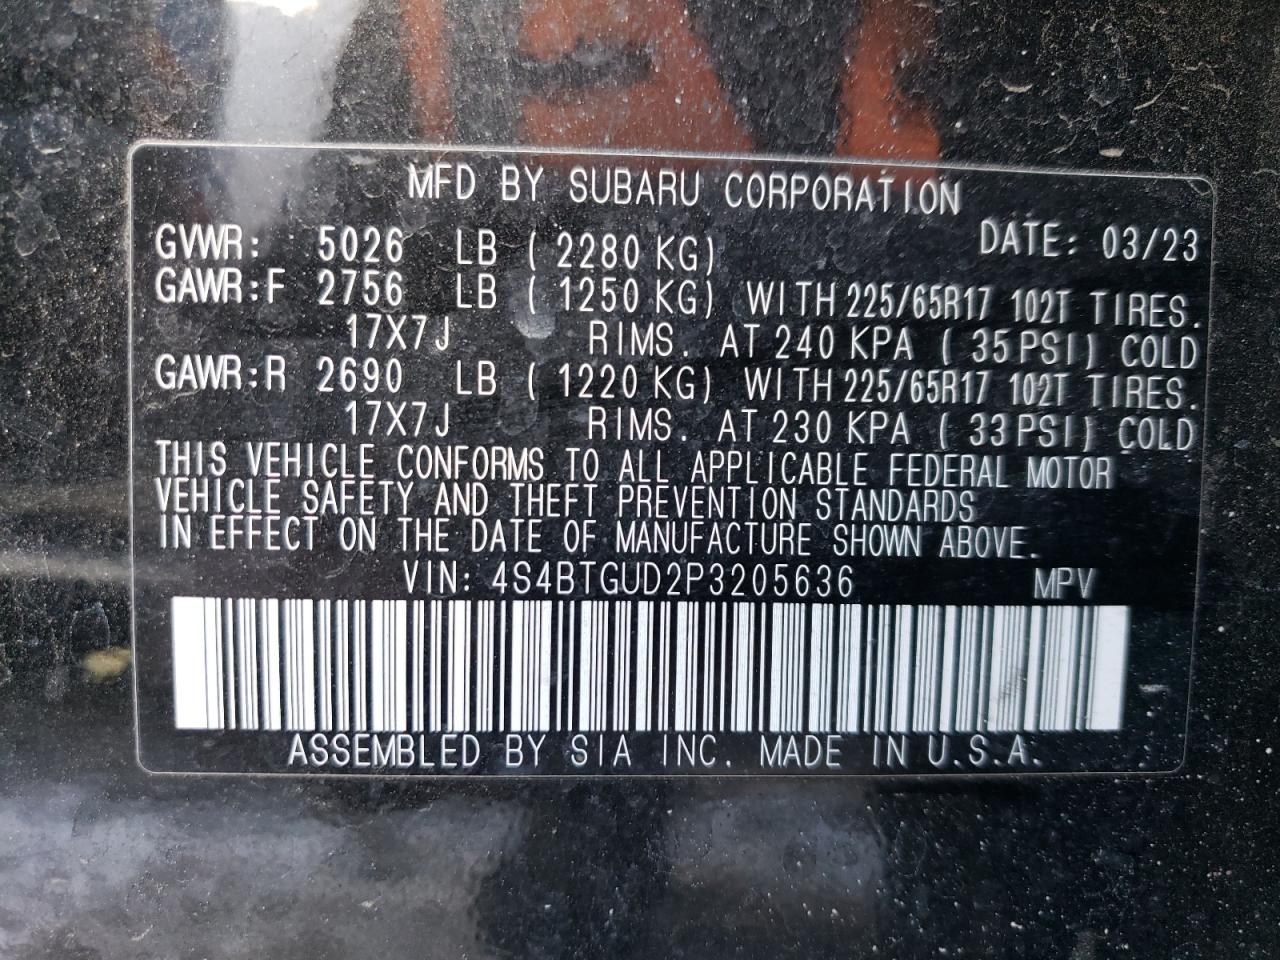 MFD BY SUBARU CORPORATION
GVWR: 5026 LB ( 2280 KG) DATE: 03/23
GAWR:F 2756 LB ( 1250 KG) WITH 225/65R17 102T TIRES.
17X7J RIMS. AT 240 KPA ( 35 PSI) COLD
GAWR:R 2690 LB ( 1220 KG) WITH 225/65R17 102T TIRES.
17X7J RIMS. AT 230 KPA ( 33 PSI) COLD
THIS VEHICLE CONFORMS TO ALL APPLICABLE FEDERAL MOTOR
VEHICLE SAFETY AND THEFT PREVENTION STANDARDS
IN EFFECT ON THE DATE OF MANUFACTURE SHOWN ABOVE.
VIN: 4S4BTGUD2P3205636 MPV
ASSEMBLED BY SIA INC. MADE IN U.S.A.